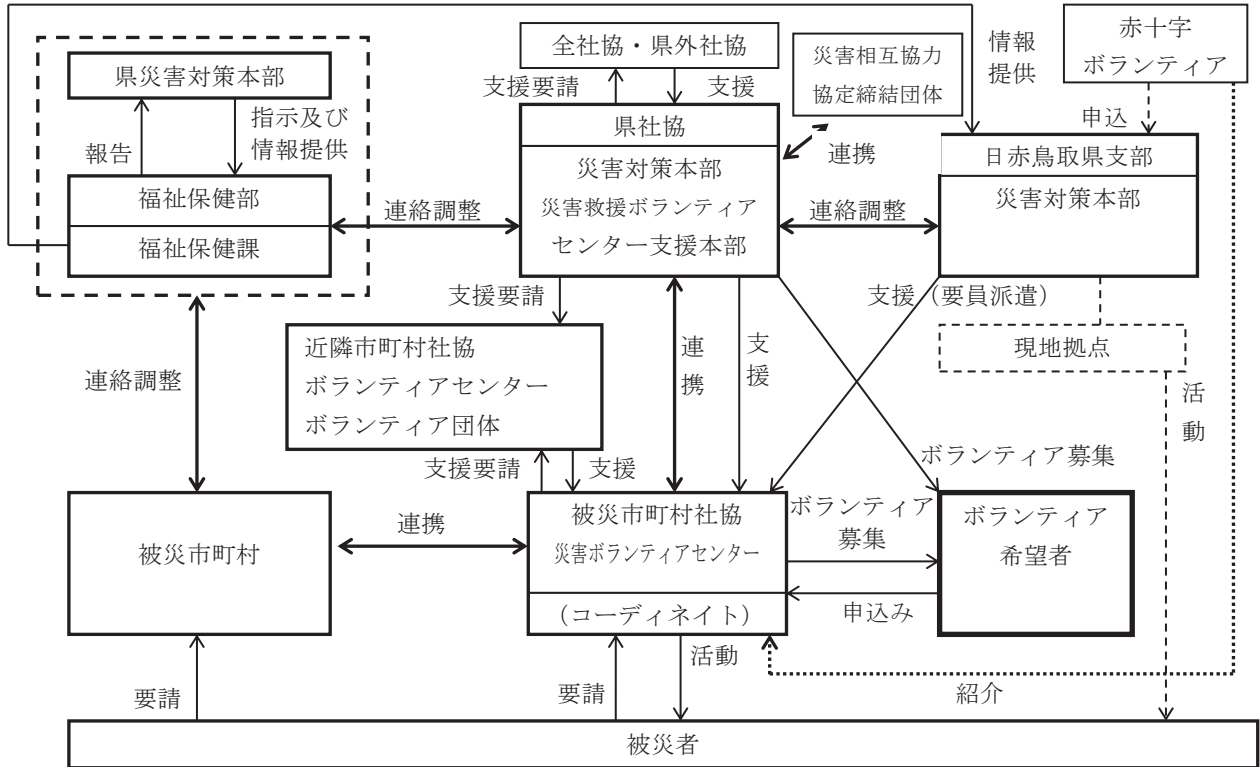 全社協・県外社協
災害相互協力
協定締結団体
情報
提供
赤十字
ボランティア
県災害対策本部
支援要請
支援
申込
指示及び
情報提供
報告
県社協
災害対策本部
災害救援ボランティア
センター支援本部
連携
日赤鳥取県支部
災害対策本部
福祉保健部
福祉保健課
連絡調整
連絡調整
支援要請
連携
支援
支援（要員派遣）
現地拠点
活動
連絡調整
近隣市町村社協
ボランティアセンター
ボランティア団体
支援要請
支援
ボランティア募集
被災市町村
連携
被災市町村社協
災害ボランティアセンター
（コーディネイト）
ボランティア
募集
申込み
ボランティア
希望者
要請
要請
活動
紹介
被災者